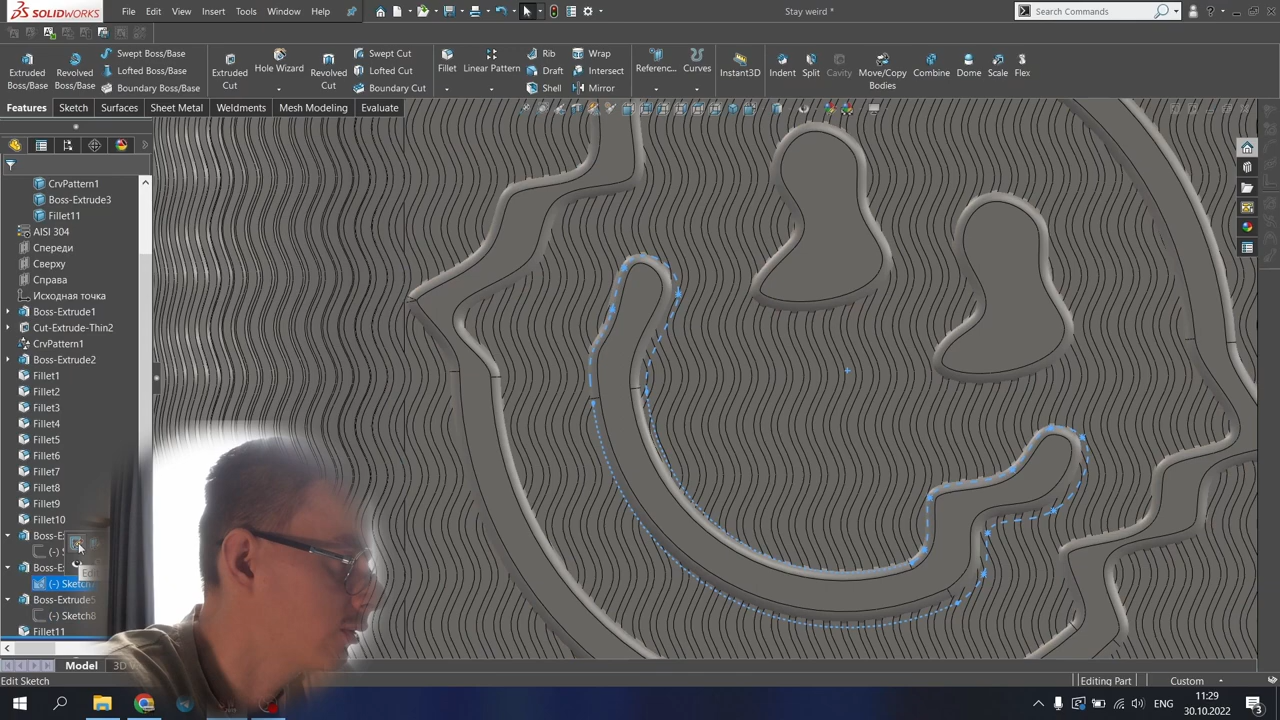 SOLIDWORKS
File Edit View Insert Tools Window Help
Stay weird *
Search Commands
Extruded Boss/Base
Revolved Boss/Base
Swept Boss/Base
Lofted Boss/Base
Boundary Boss/Base
Extruded Cut
Hole Wizard
Revolved Cut
Swept Cut
Lofted Cut
Boundary Cut
Fillet
Linear Pattern
Rib
Draft
Shell
Wrap
Intersect
Mirror
Referenc...
Curves
Instant3D
Indent
Split
Cavity
Move/Copy Bodies
Combine
Dome
Scale
Flex
Features Sketch Surfaces Sheet Metal Weldments Mesh Modeling Evaluate
CrvPattern1
Boss-Extrude3
Fillet11
AISI 304
Спереди
Сверху
Справа
Исходная точка
Boss-Extrude1
Cut-Extrude-Thin2
CrvPattern1
Boss-Extrude2
Fillet1
Fillet2
Fillet3
Fillet4
Fillet5
Fillet6
Fillet7
Fillet8
Fillet9
Fillet10
Boss-Ex
(-) S
Boss-Ex
(-) Sketch
Boss-Extrude5
(-) Sketch8
Fillet11
Model
Edit Sketch
Editing Part
Custom
ENG
11:29
30.10.2022
3